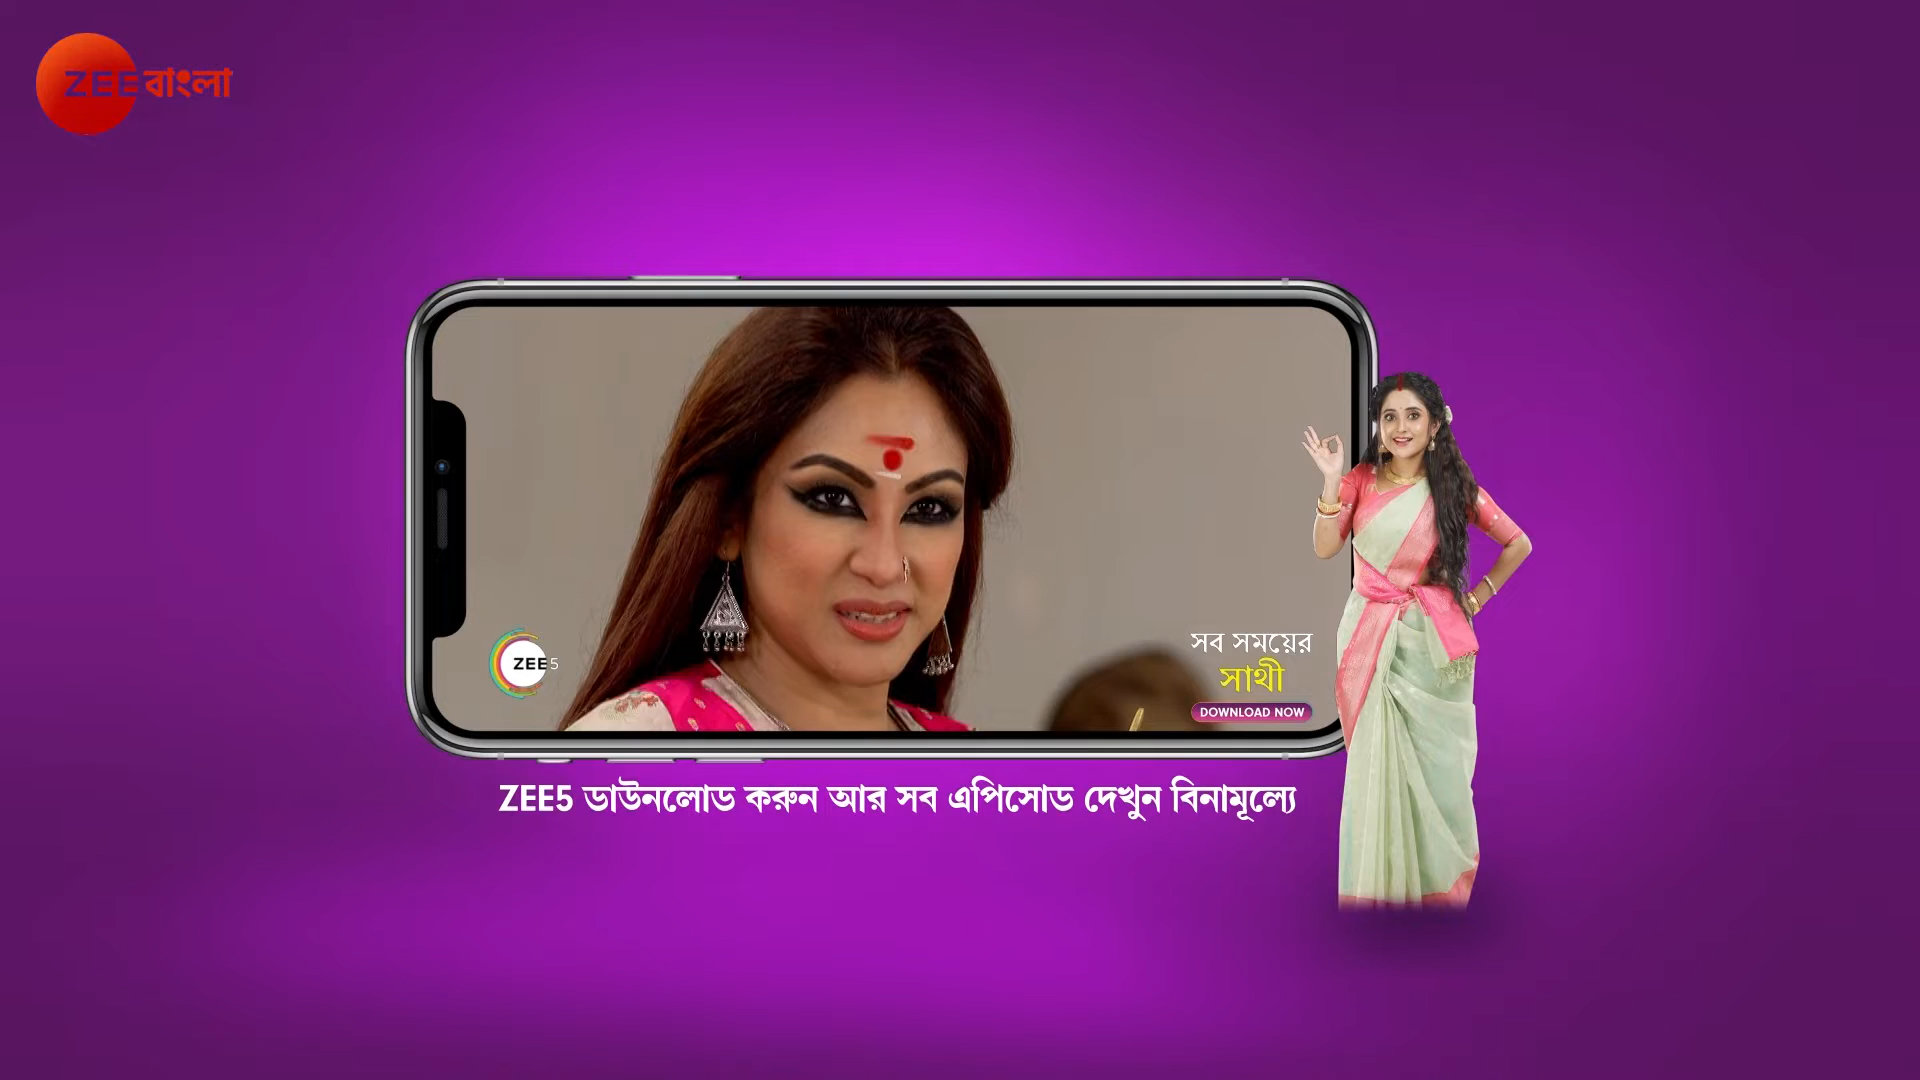 ZEE বাংলা
ZEE5
সব সময়ের
সাথী
DOWNLOAD NOW
ZEE5 ডাউনলোড করুন আর সব এপিসোড দেখুন বিনামূল্যে